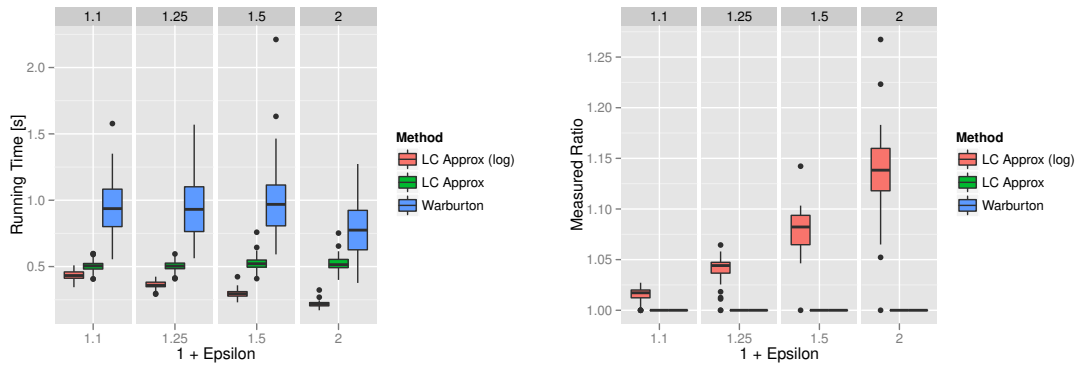 1.1 1.25 1.5 2
Running Time [s]
2.0
1.5
1.0
0.5
1.1 1.25 1.5 2
1 + Epsilon
Method
LC Approx (log)
LC Approx
Warburton
1.1 1.25 1.5 2
Measured Ratio
1.25
1.20
1.15
1.10
1.05
1.00
1.1 1.25 1.5 2
1 + Epsilon
Method
LC Approx (log)
LC Approx
Warburton